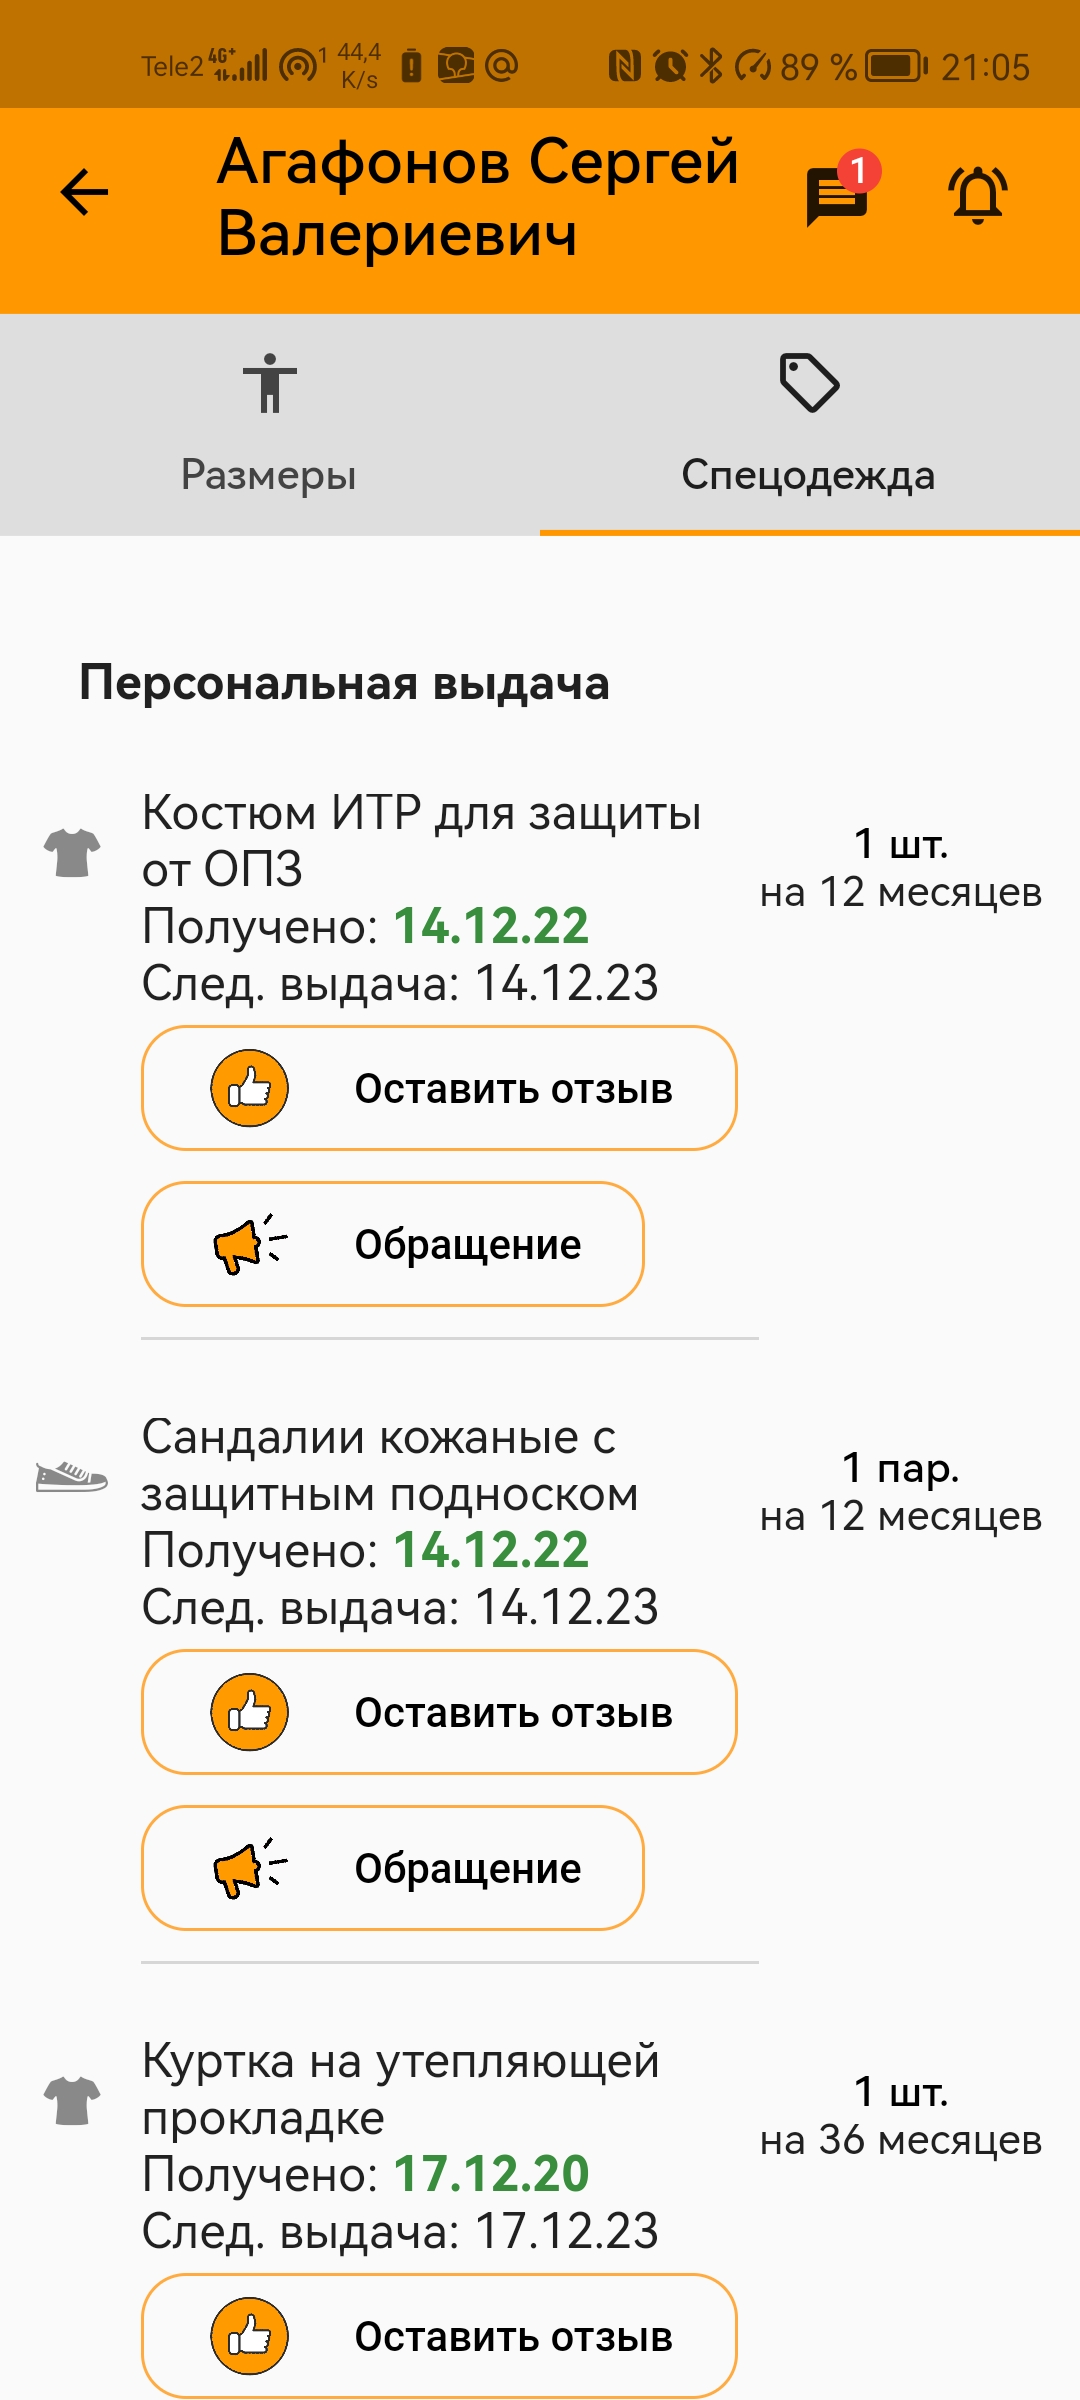 Tele2 4G+ 1 44,4 K/s 89 % 21:05
Агафонов Сергей
Валериевич
1
Размеры
Спецодежда
Персональная выдача
Костюм ИТР для защиты
от ОПЗ
Получено: 14.12.22
След. выдача: 14.12.23
1 шт.
на 12 месяцев
Оставить отзыв
Обращение
Сандалии кожаные с
защитным подноском
Получено: 14.12.22
След. выдача: 14.12.23
1 пар.
на 12 месяцев
Оставить отзыв
Обращение
Куртка на утепляющей
прокладке
Получено: 17.12.20
След. выдача: 17.12.23
1 шт.
на 36 месяцев
Оставить отзыв